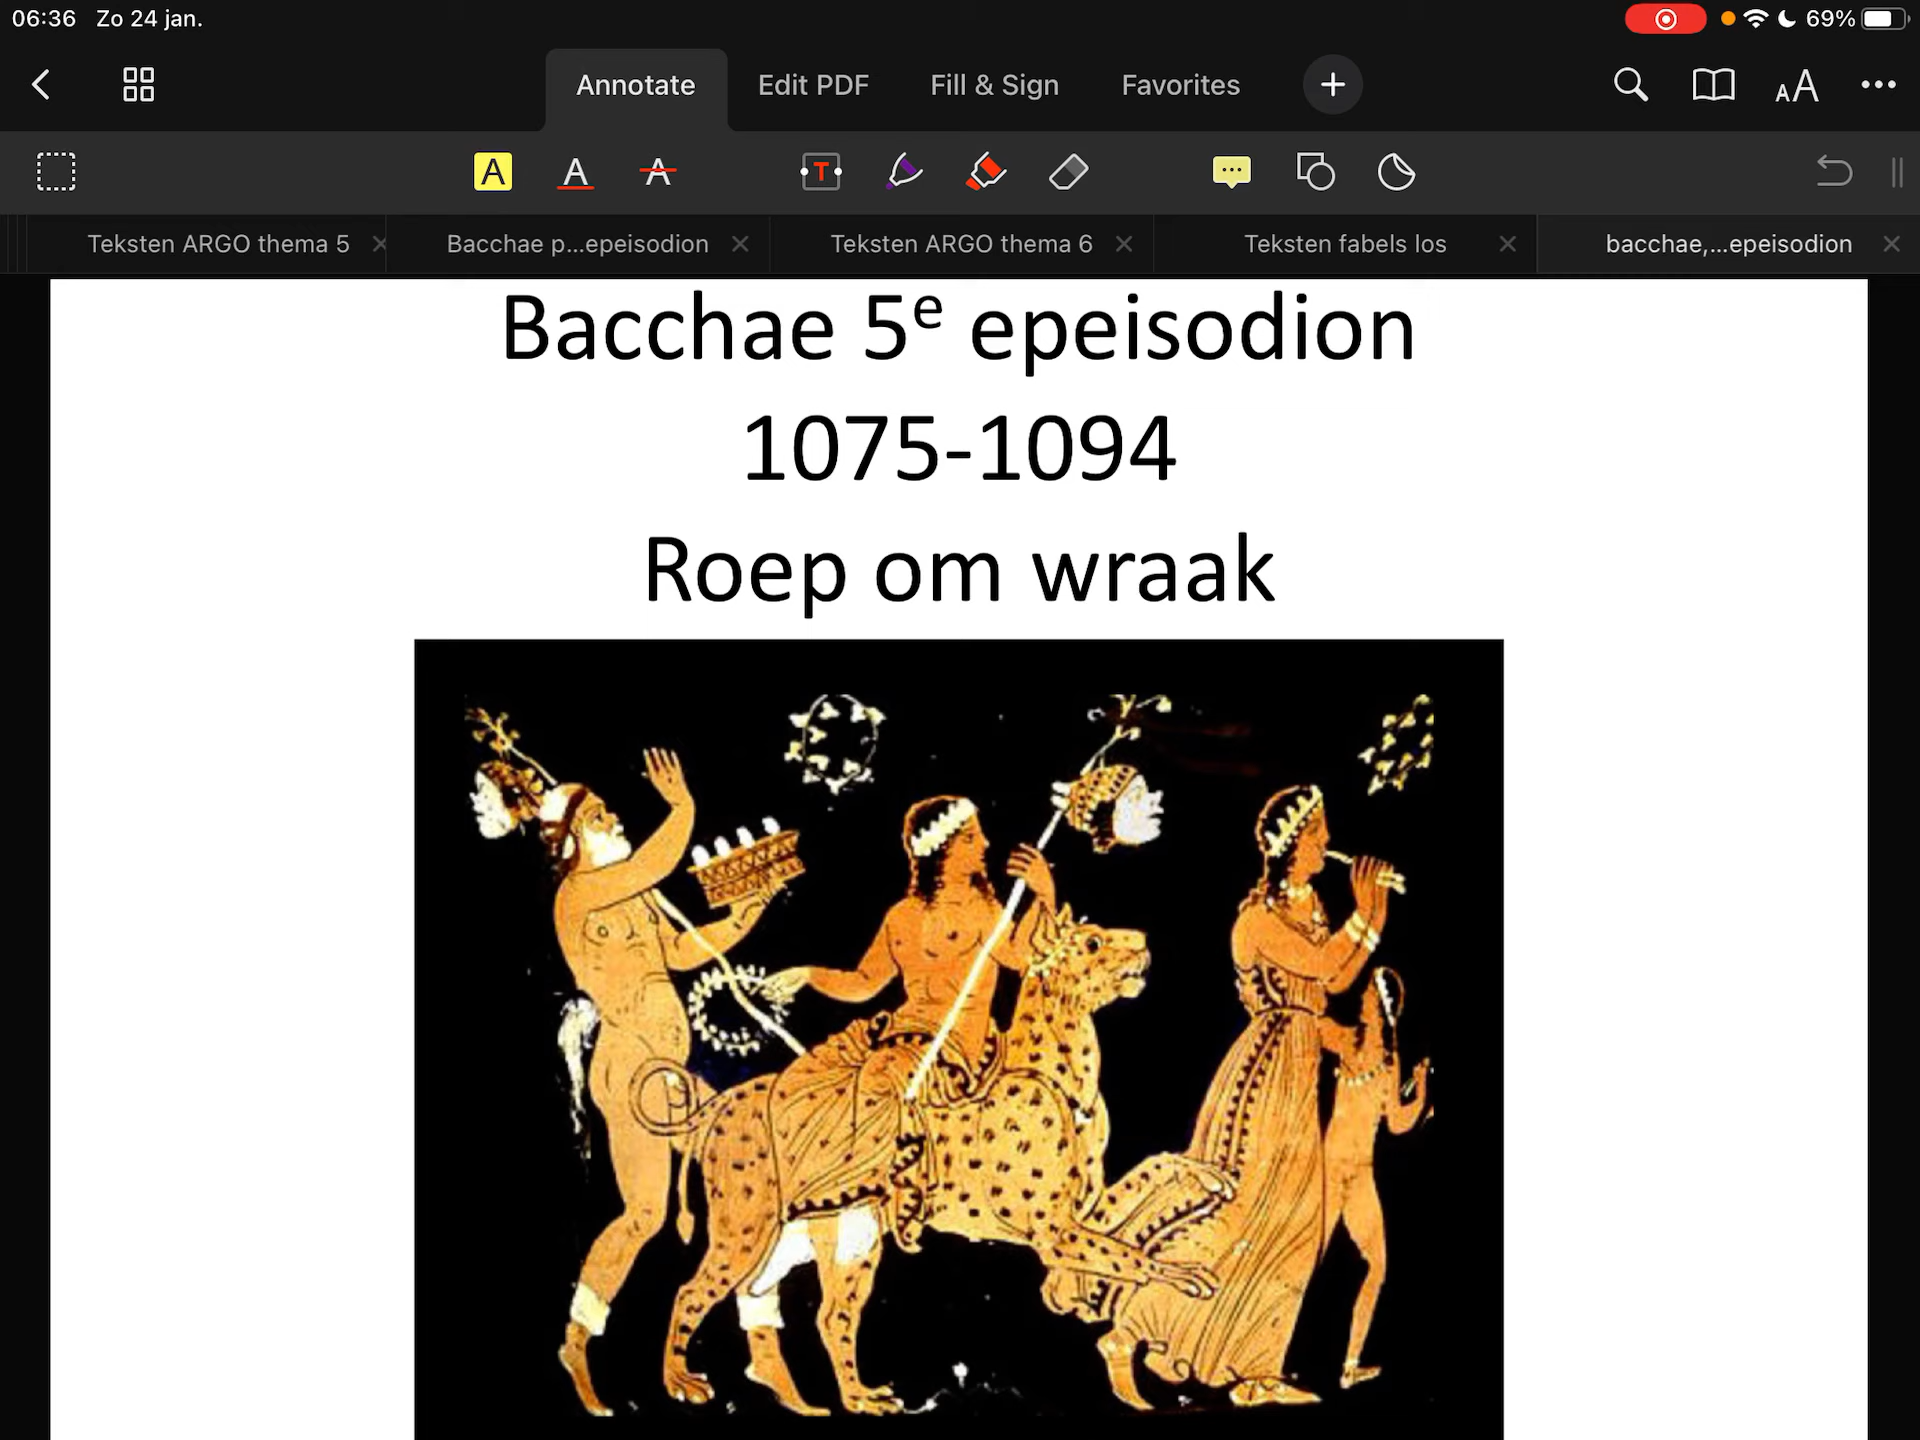 06:36 Zo 24 jan. 69%
Annotate Edit PDF Fill & Sign Favorites
AA
A A A T
Teksten ARGO thema 5 Bacchae p...epeisodion Teksten ARGO thema 6 Teksten fabels los bacchae,...epeisodion
Bacchae 5e epeisodion
1075-1094
Roep om wraak